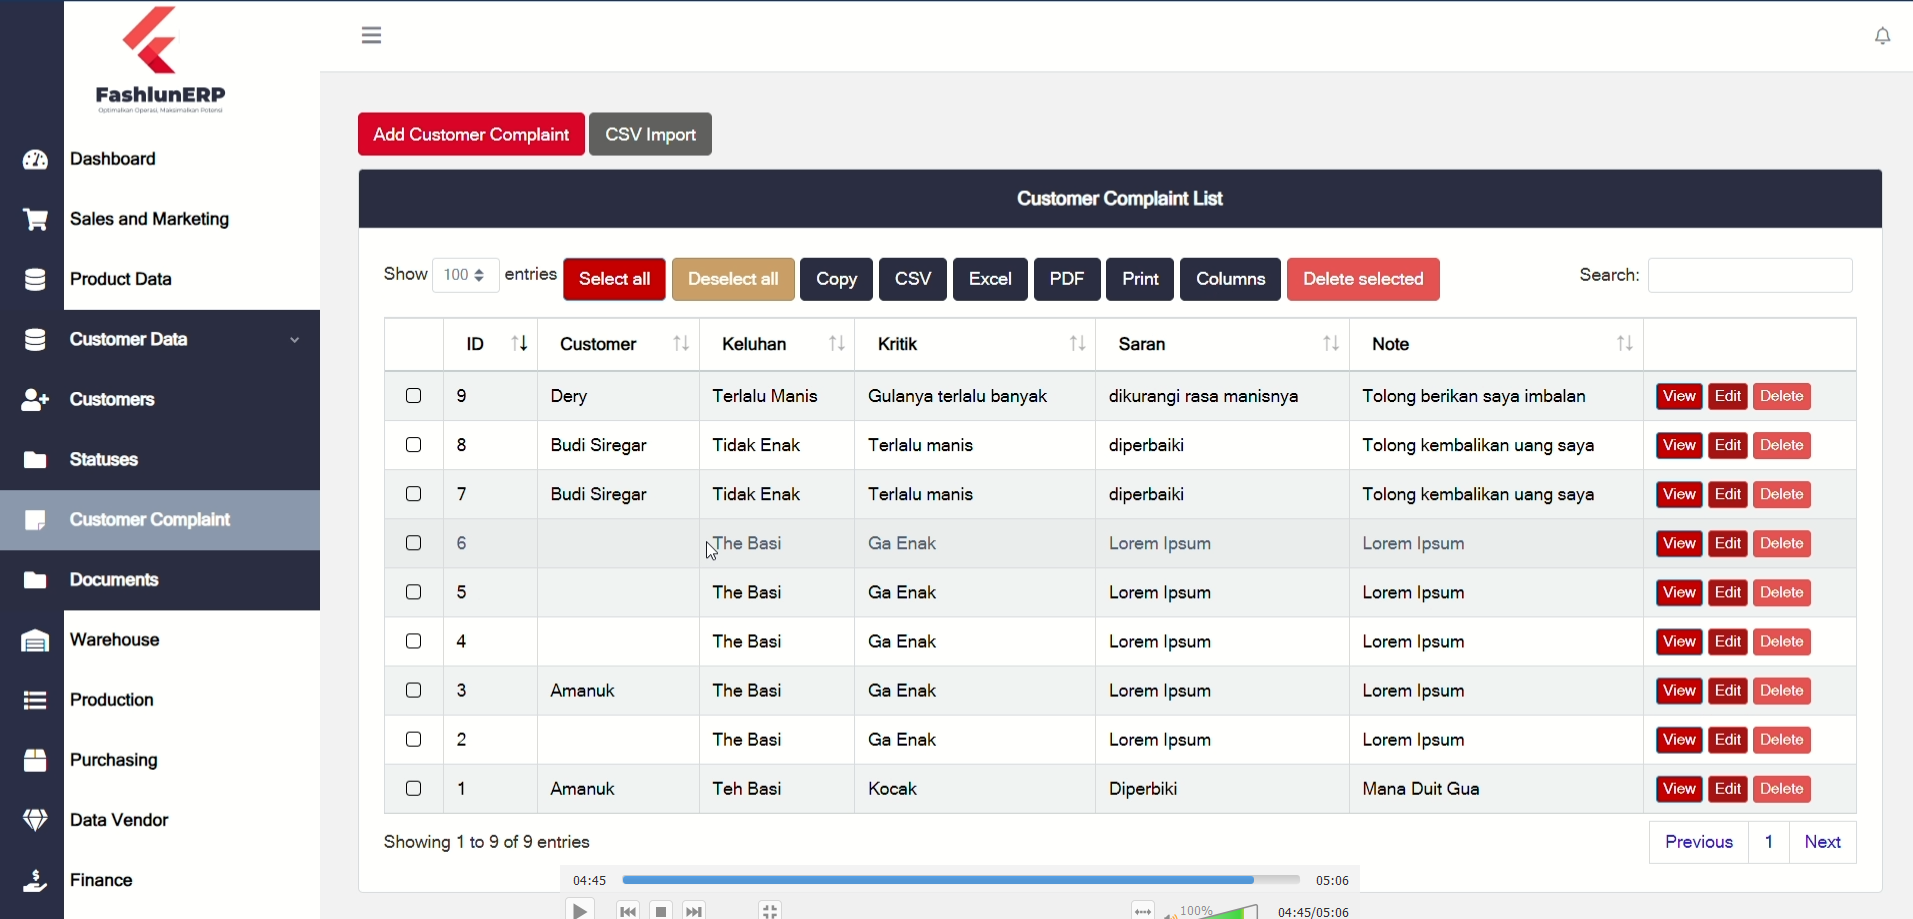 FashlunERP
Optimalkan Operasi, Maksimalkan Potensi
Dashboard
Sales and Marketing
Product Data
Customer Data
Customers
Statuses
Customer Complaint
Documents
Warehouse
Production
Purchasing
Data Vendor
Finance
Add Customer Complaint CSV Import
Customer Complaint List
Show 100 entries Select all Deselect all Copy CSV Excel PDF Print Columns Delete selected Search:
ID Customer Keluhan Kritik Saran Note
9 Dery Terlalu Manis Gulanya terlalu banyak dikurangi rasa manisnya Tolong berikan saya imbalan View Edit Delete
8 Budi Siregar Tidak Enak Terlalu manis diperbaiki Tolong kembalikan uang saya View Edit Delete
7 Budi Siregar Tidak Enak Terlalu manis diperbaiki Tolong kembalikan uang saya View Edit Delete
6 The Basi Ga Enak Lorem Ipsum Lorem Ipsum View Edit Delete
5 The Basi Ga Enak Lorem Ipsum Lorem Ipsum View Edit Delete
4 The Basi Ga Enak Lorem Ipsum Lorem Ipsum View Edit Delete
3 Amanuk The Basi Ga Enak Lorem Ipsum Lorem Ipsum View Edit Delete
2 The Basi Ga Enak Lorem Ipsum Lorem Ipsum View Edit Delete
1 Amanuk Teh Basi Kocak Diperbiki Mana Duit Gua View Edit Delete
Showing 1 to 9 of 9 entries Previous 1 Next
04:45 05:06
100% 04:45/05:06